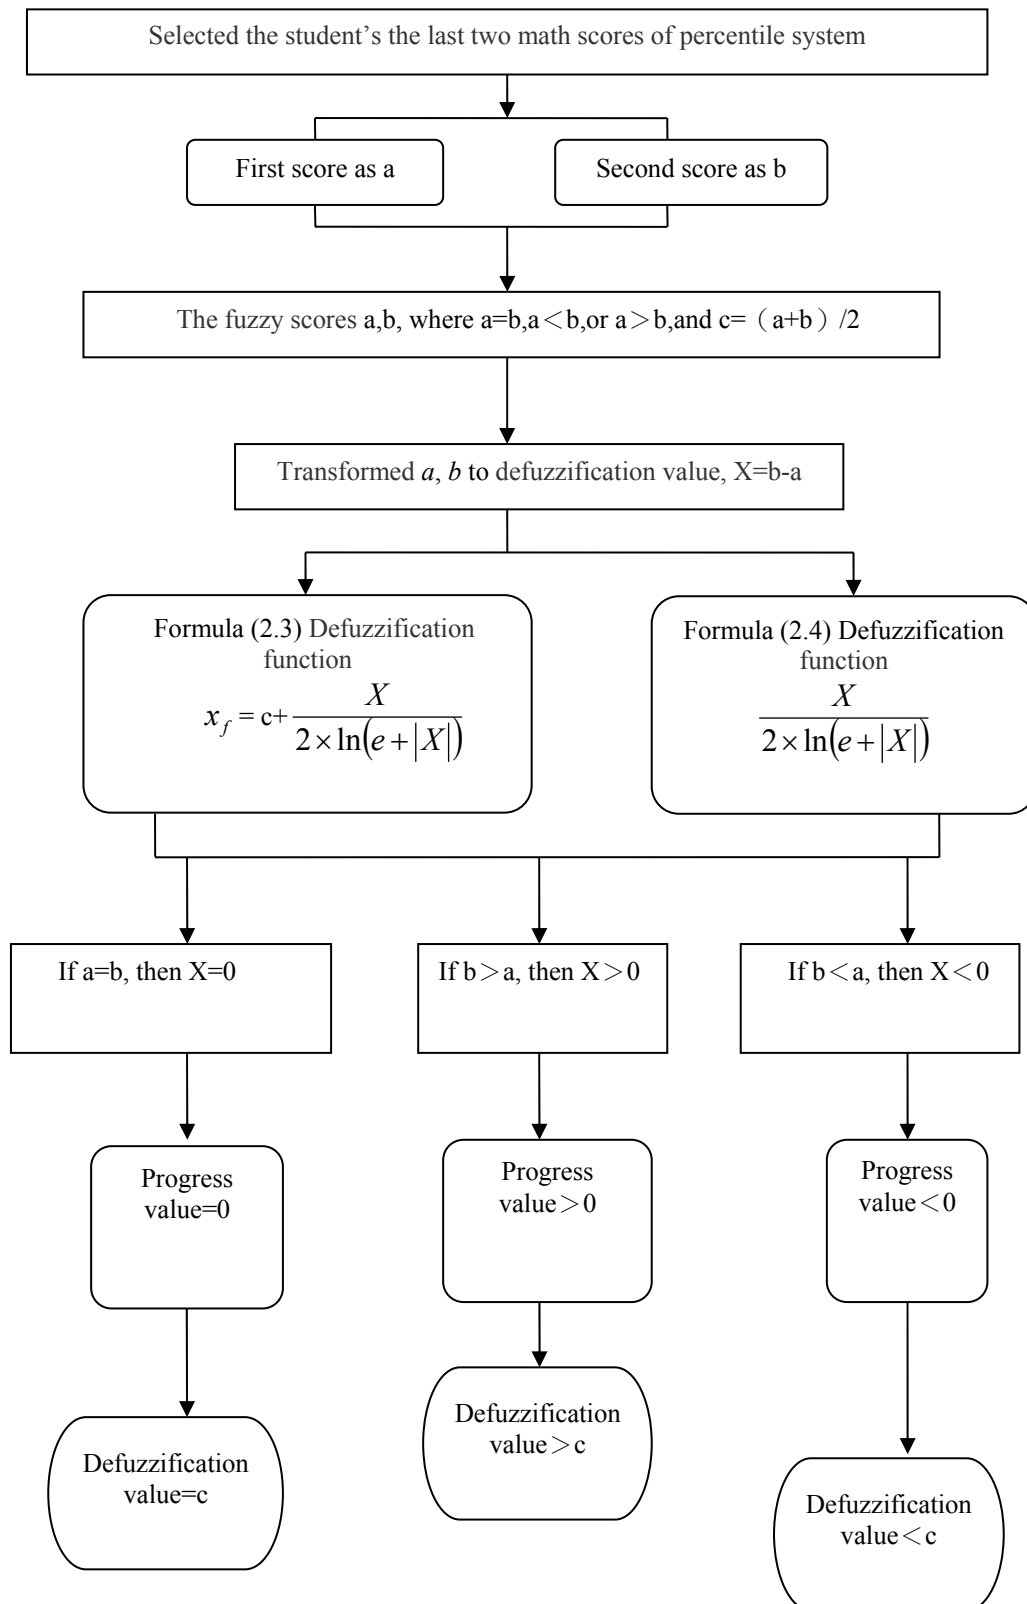 Selected the student’s the last two math scores of percentile system
First score as a
Second score as b
The fuzzy scores a,b, where a=b,a＜b,or a＞b,and c=（a+b）/2
Transformed a, b to defuzzification value, X=b-a
Formula (2.3) Defuzzification
function
x_f = c+ X / 2×ln(e+|X|)
Formula (2.4) Defuzzification
function
X / 2×ln(e+|X|)
If a=b, then X=0
If b＞a, then X＞0
If b＜a, then X＜0
Progress
value=0
Progress
value＞0
Progress
value＜0
Defuzzification
value=c
Defuzzification
value＞c
Defuzzification
value＜c